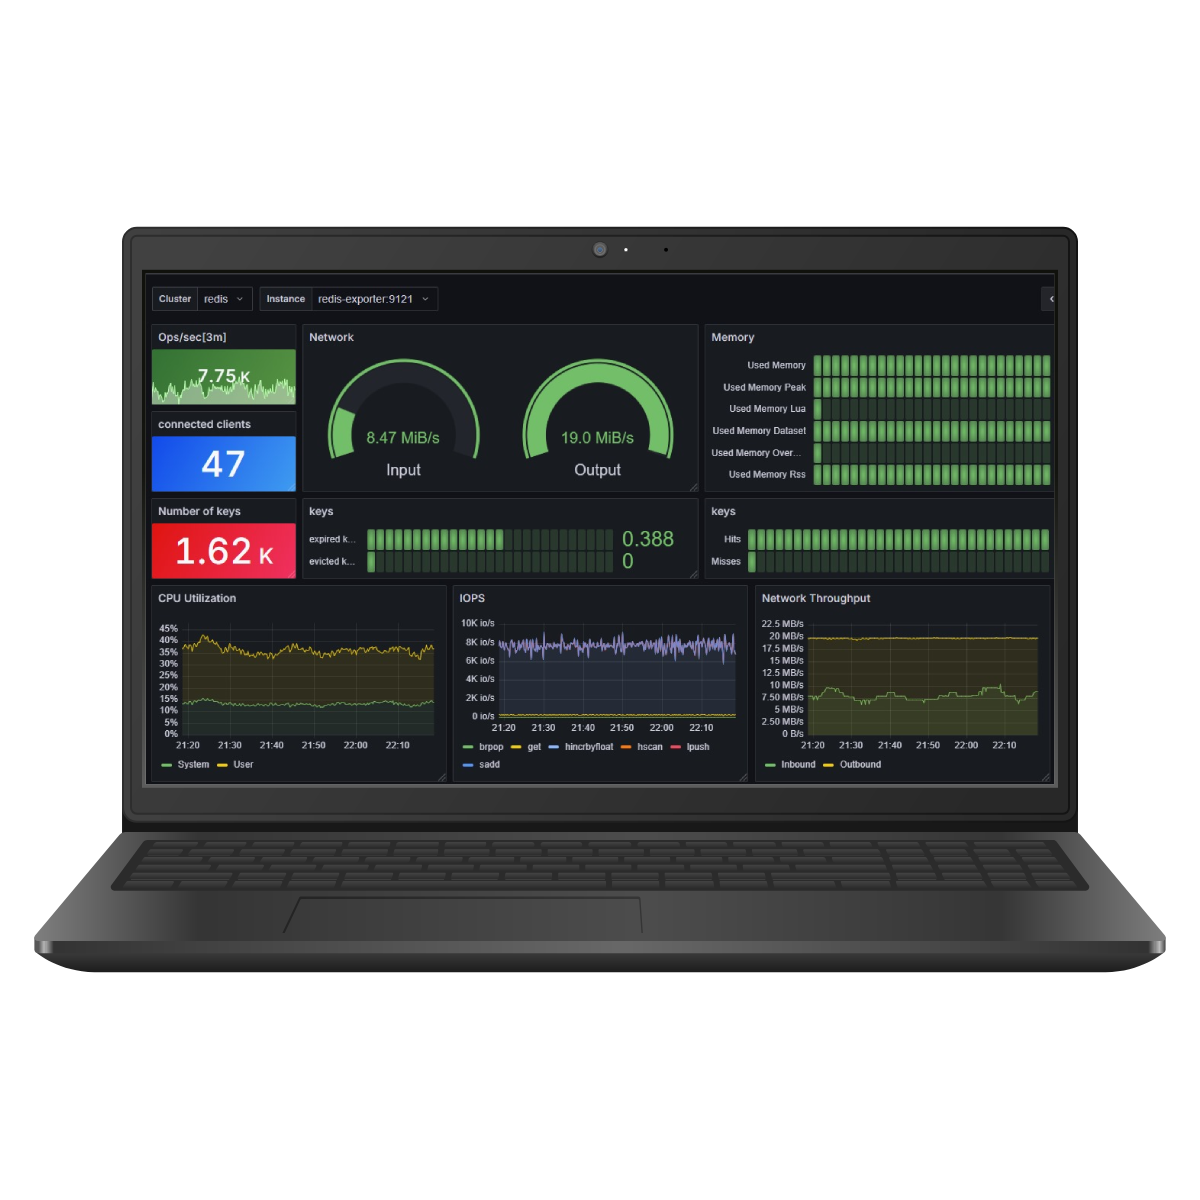 Cluster redis Instance redis-exporter:9121
Ops/sec[3m]
7.75 K
connected clients
47
Number of keys
1.62 K
Network
8.47 MiB/s
Input
19.0 MiB/s
Output
Memory
Used Memory
Used Memory Peak
Used Memory Lua
Used Memory Dataset
Used Memory Over...
Used Memory Rss
keys
expired k... 0.388
evicted k... 0
keys
Hits
Misses
CPU Utilization
45%
40%
35%
30%
25%
20%
15%
10%
5%
0%
21:20 21:30 21:40 21:50 22:00 22:10
System User
IOPS
10K io/s
8K io/s
6K io/s
4K io/s
2K io/s
0 io/s
21:20 21:30 21:40 21:50 22:00 22:10
brpop get hincrbyfloat hscan lpush
sadd
Network Throughput
22.5 MB/s
20 MB/s
17.5 MB/s
15 MB/s
12.5 MB/s
10 MB/s
7.50 MB/s
5 MB/s
2.50 MB/s
0 B/s
21:20 21:30 21:40 21:50 22:00 22:10
Inbound Outbound